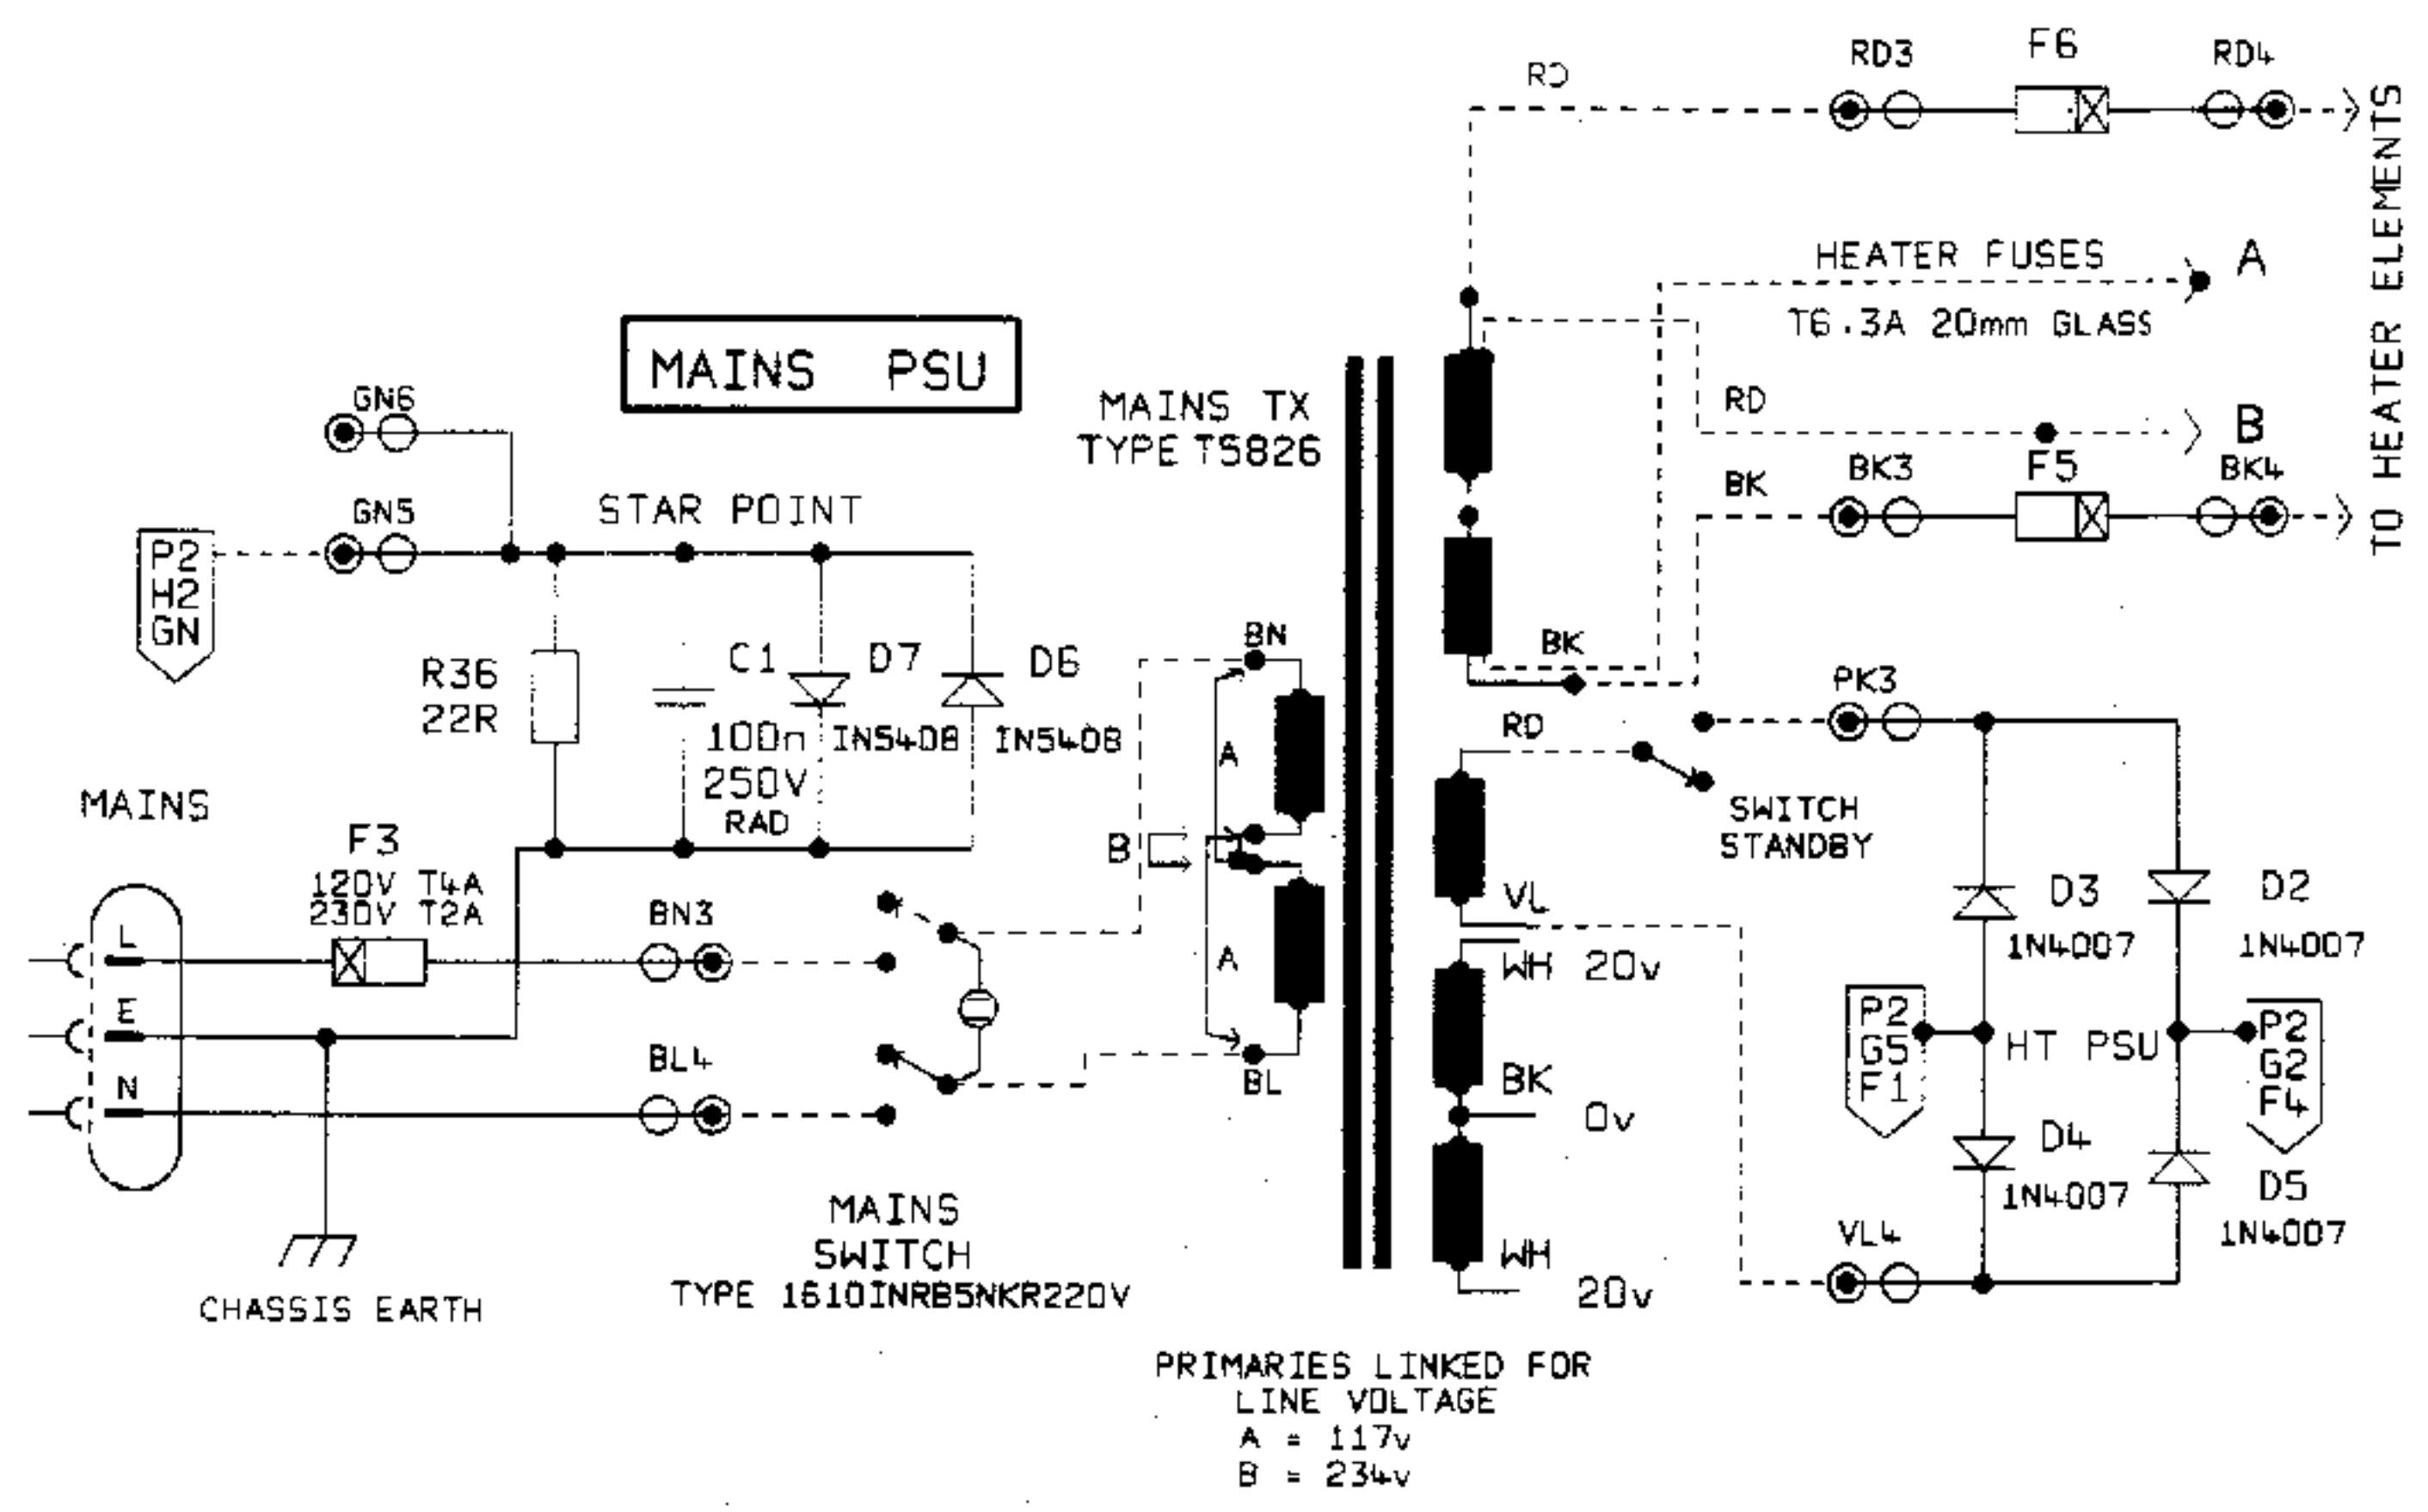 RD
RD3
F6
RD4
TO HEATER ELEMENTS
HEATER FUSES
A
T6.3A 20mm GLASS
MAINS PSU
MAINS TX
TYPE T5826
RD
B
BK
BK3
F5
BK4
GN6
GN5
STAR POINT
P2
H2
GN
R36
22R
C1
100n
250V
RAD
D7
IN5408
D6
IN5408
BN
BK
A
B
A
BL
RD
PK3
SWITCH
STANDBY
VL
WH 20v
BK
0v
WH
20v
D3
1N4007
D2
1N4007
P2
G5
F1
HT PSU
P2
G2
F4
D4
1N4007
D5
1N4007
VL4
MAINS
F3
120V T4A
230V T2A
L
E
N
BN3
BL4
MAINS
SWITCH
TYPE 1610INRB5NKR220V
CHASSIS EARTH
PRIMARIES LINKED FOR
LINE VOLTAGE
A = 117v
B = 234v